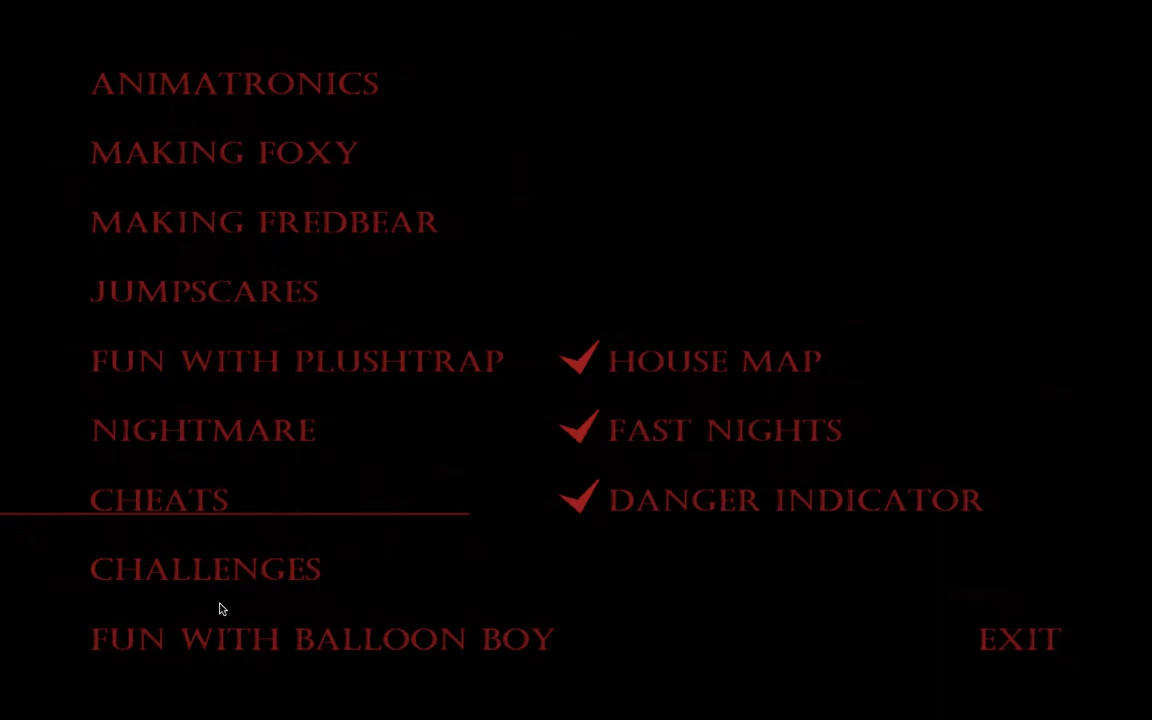 ANIMATRONICS
MAKING FOXY
MAKING FREDBEAR
JUMPSCARES
FUN WITH PLUSHTRAP
HOUSE MAP
NIGHTMARE
FAST NIGHTS
CHEATS
DANGER INDICATOR
CHALLENGES
FUN WITH BALLOON BOY
EXIT